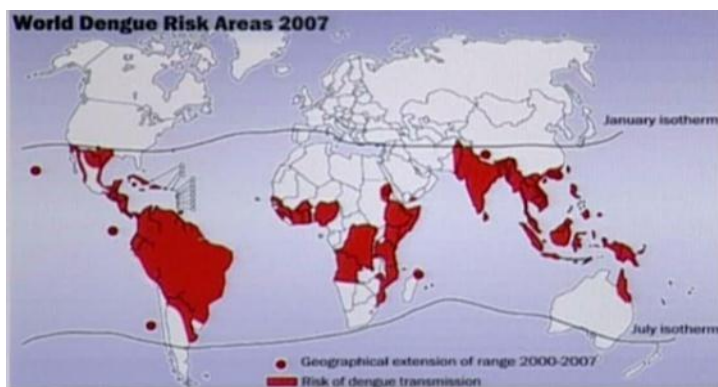 World Dengue Risk Areas 2007
January isotherm
July isotherm
Geographical extension of range 2000-2007
Risk of dengue transmission